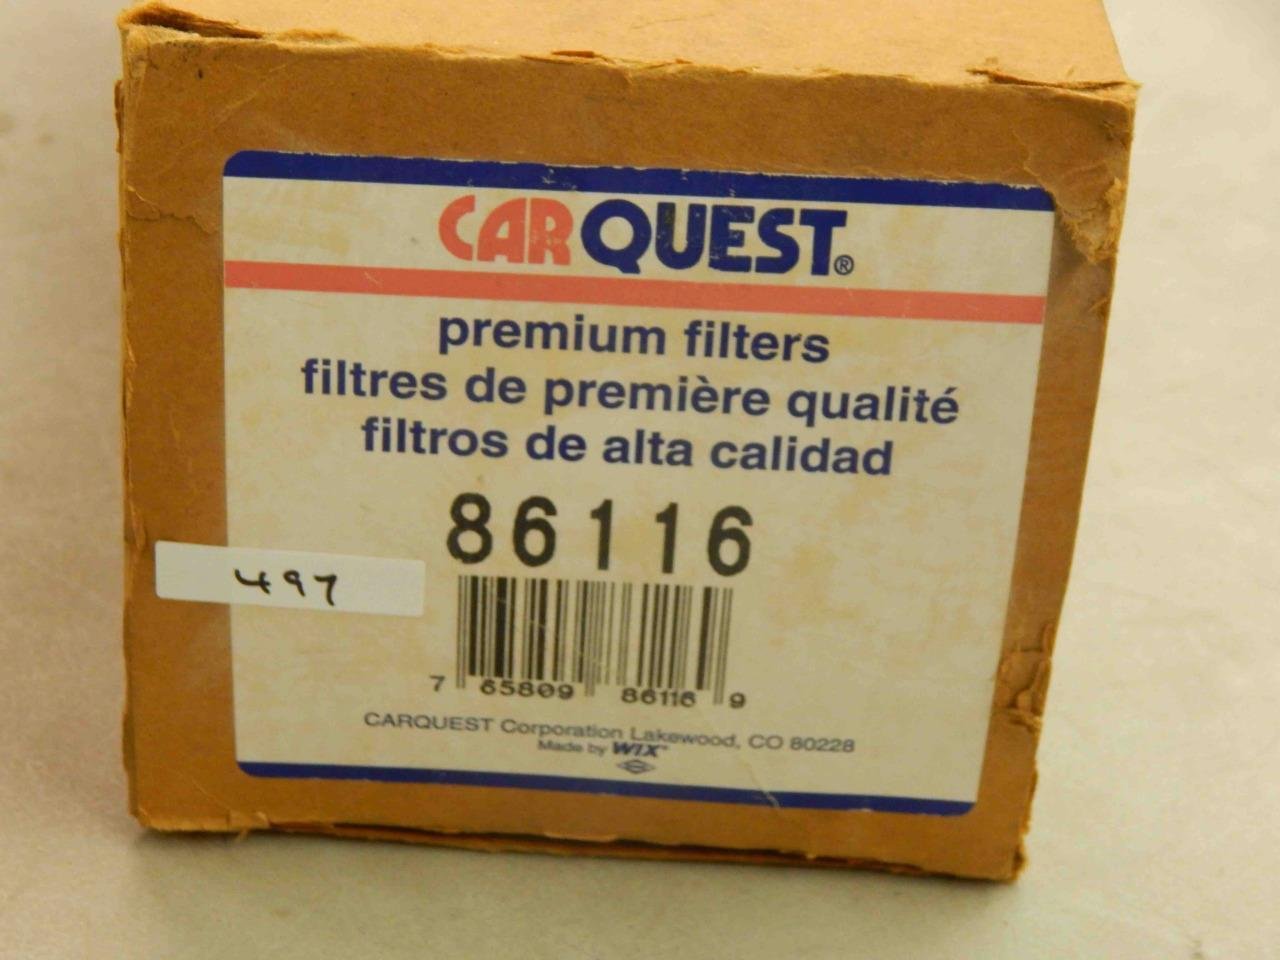 CARQUEST®
premium filters
filtres de première qualité
filtros de alta calidad
86116
497
7 65809 86116 9
CARQUEST Corporation Lakewood, CO 80228
Made by WIX™